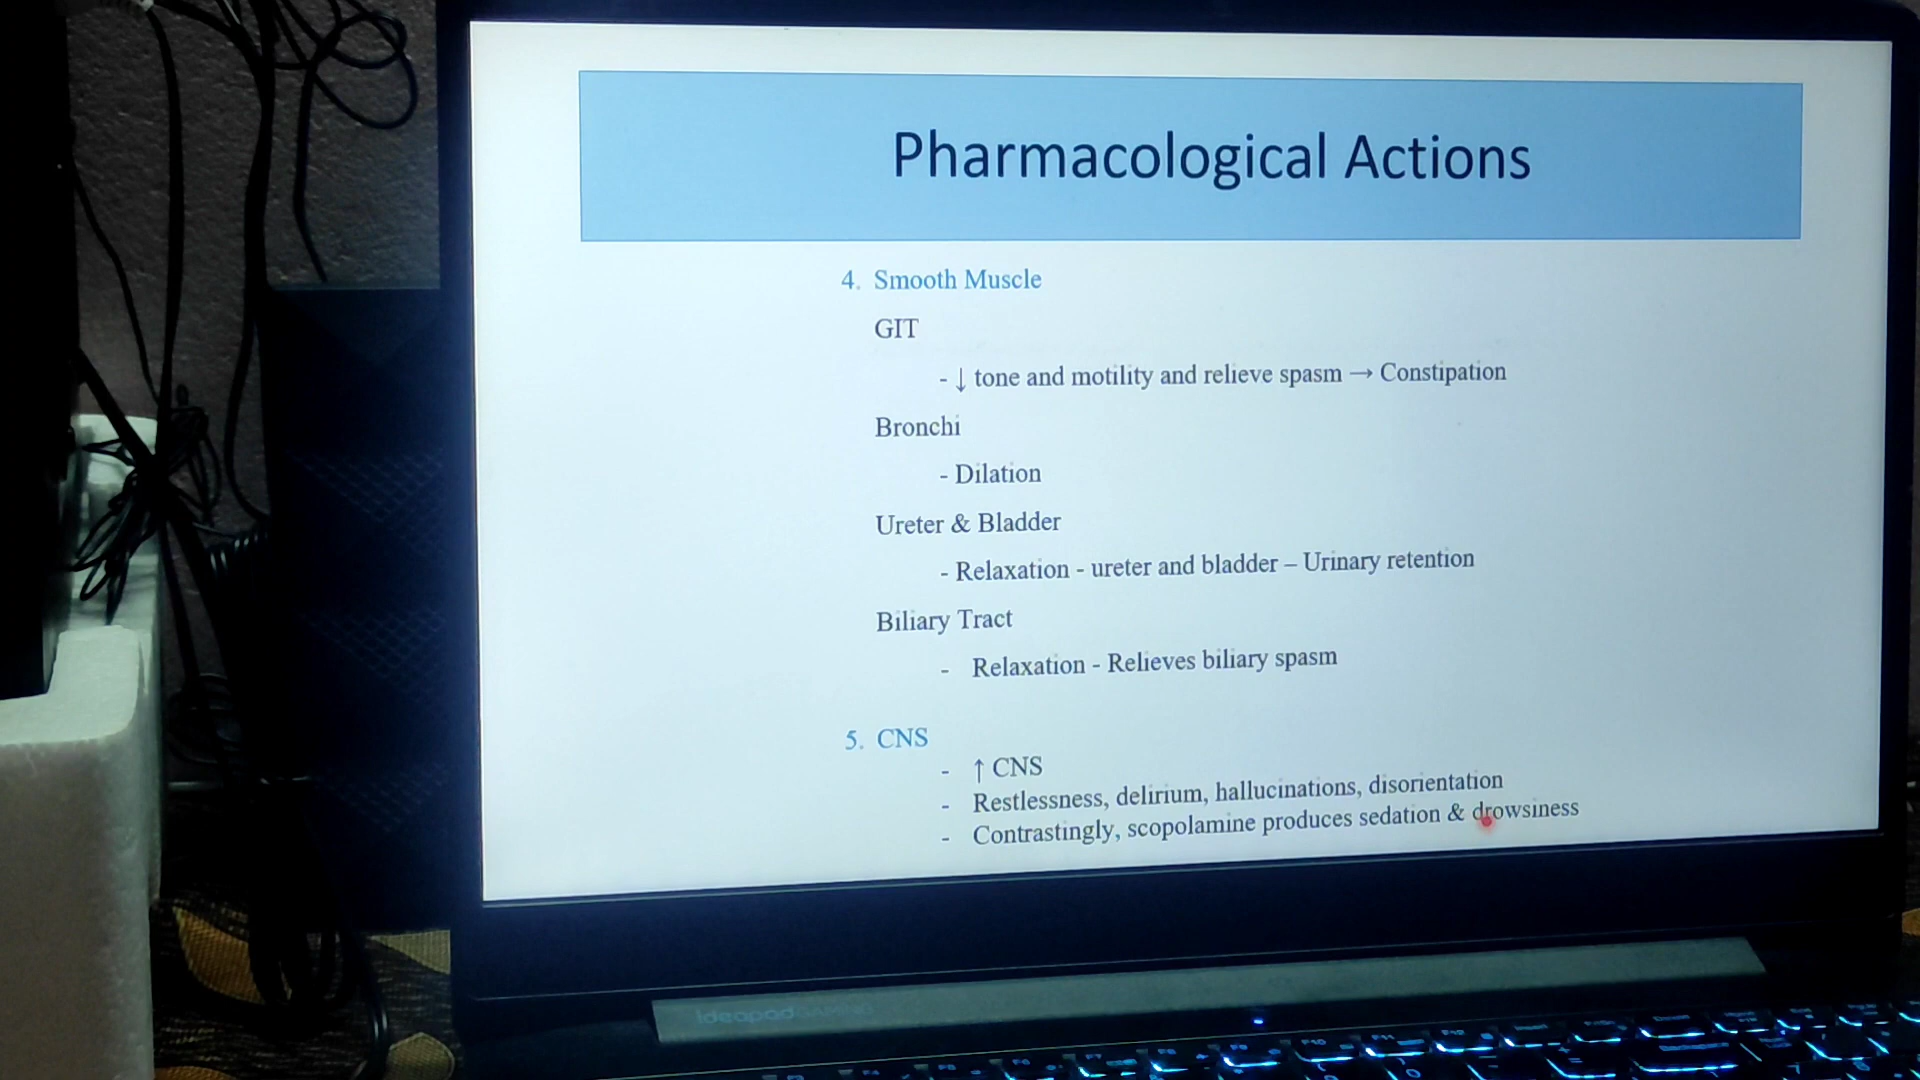 Pharmacological Actions
4. Smooth Muscle
GIT
- ↓ tone and motility and relieve spasm → Constipation
Bronchi
- Dilation
Ureter & Bladder
- Relaxation - ureter and bladder – Urinary retention
Biliary Tract
- Relaxation - Relieves biliary spasm
5. CNS
- ↑ CNS
- Restlessness, delirium, hallucinations, disorientation
- Contrastingly, scopolamine produces sedation & drowsiness
ideapad